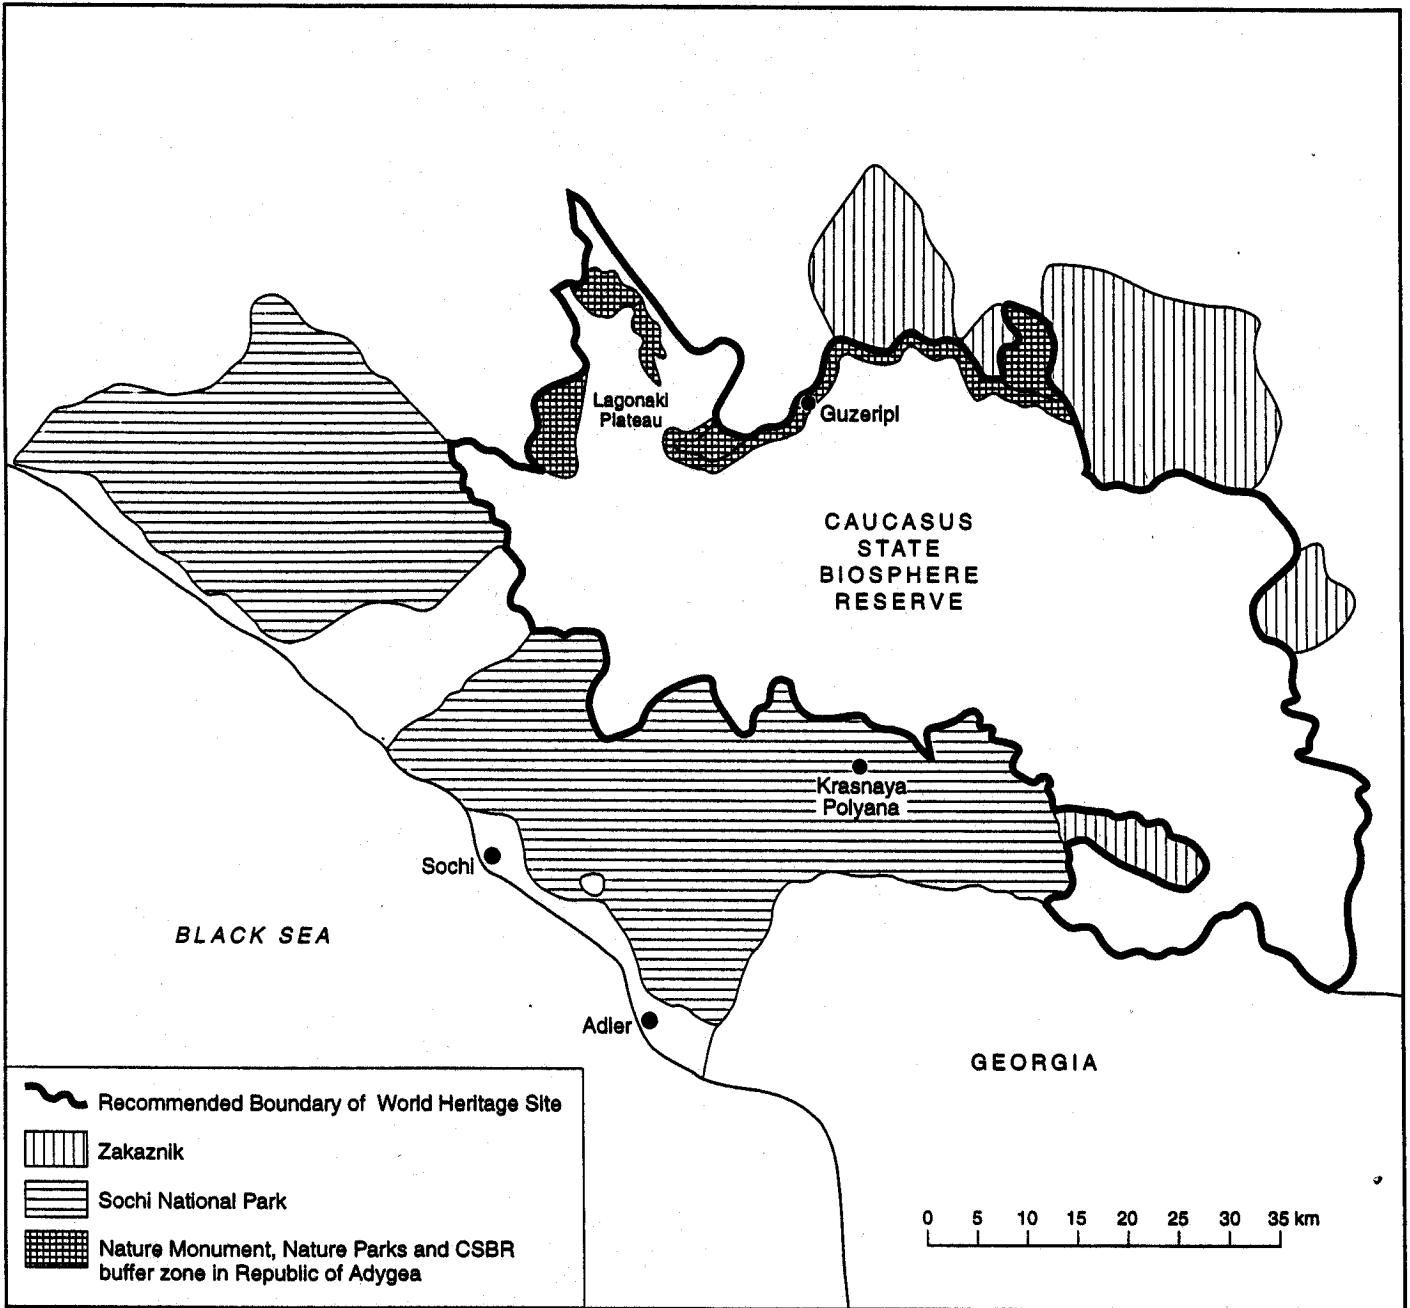 Lagonaki
Plateau
Guzeripl
CAUCASUS
STATE
BIOSPHERE
RESERVE
Krasnaya
Polyana
Sochi
BLACK SEA
Adler
GEORGIA
Recommended Boundary of World Heritage Site
Zakaznik
Sochi National Park
Nature Monument, Nature Parks and CSBR
buffer zone in Republic of Adygea
0 5 10 15 20 25 30 35 km